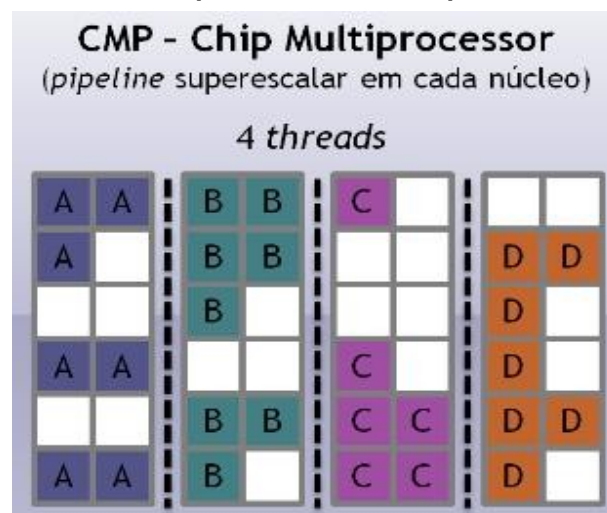 CMP – Chip Multiprocessor
(pipeline superescalar em cada núcleo)
4 threads
A A B B C
A B B D D
B D
A A C D
B B C C D D
A A B C C D